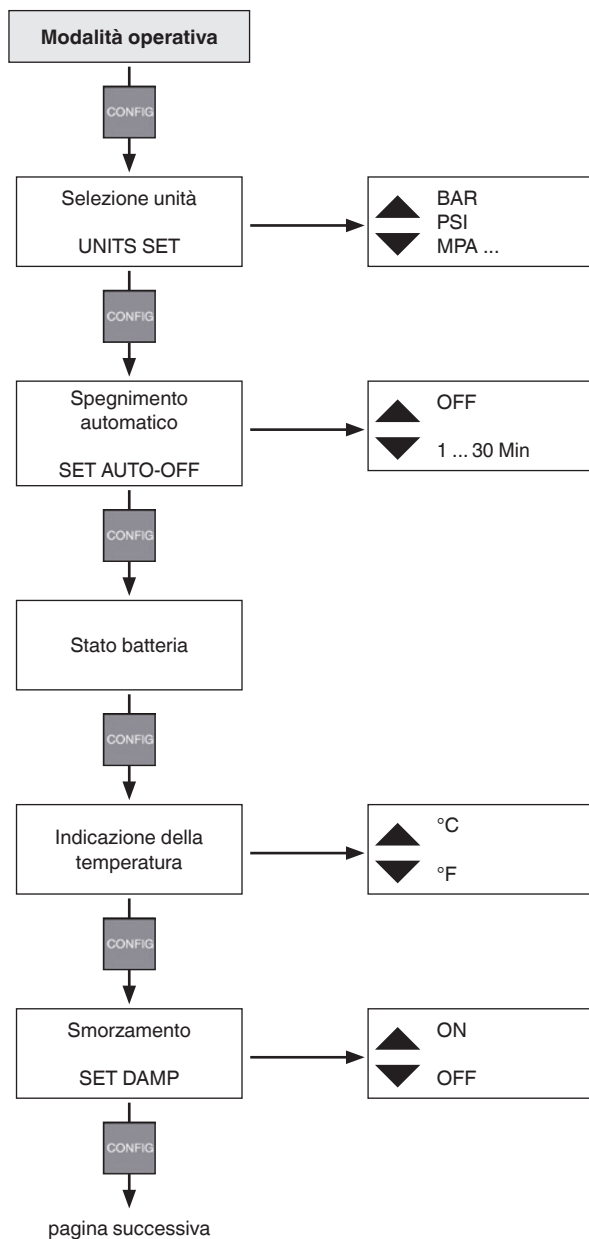 Modalità operativa
CONFIG
Selezione unità
UNITS SET
BAR
PSI
MPA ...
CONFIG
Spegnimento
automatico
SET AUTO-OFF
OFF
1 ... 30 Min
CONFIG
Stato batteria
CONFIG
Indicazione della
temperatura
°C
°F
CONFIG
Smorzamento
SET DAMP
ON
OFF
CONFIG
pagina successiva